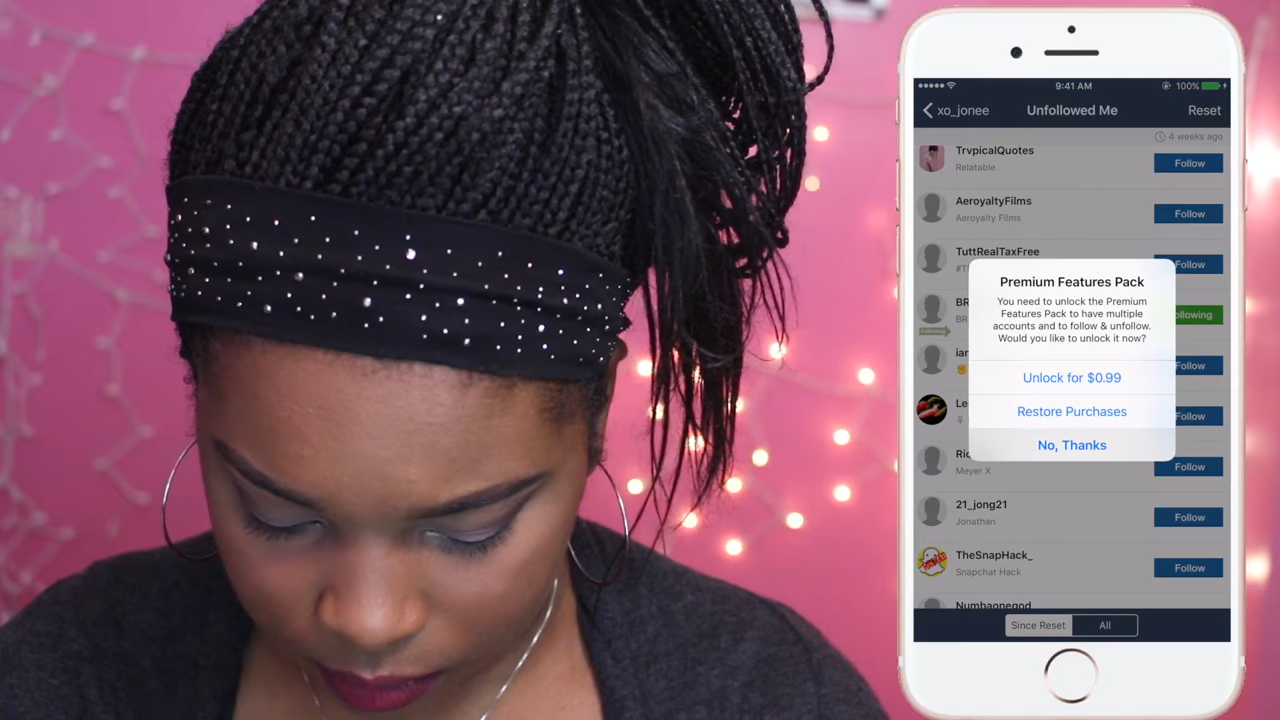 9:41 AM
100%
xo_jonee
Unfollowed Me
Reset
4 weeks ago
TrvpicalQuotes
Relatable
Follow
AeroyaltyFilms
Aeroyalty Films
Follow
TuttRealTaxFree
Follow
Premium Features Pack
You need to unlock the Premium
Features Pack to have multiple
accounts and to follow & unfollow.
Would you like to unlock it now?
Unlock for $0.99
Restore Purchases
No, Thanks
Meyer X
Follow
21_jong21
Jonathan
Follow
TheSnapHack_
Snapchat Hack
Follow
Numbaonegod
Since Reset
All